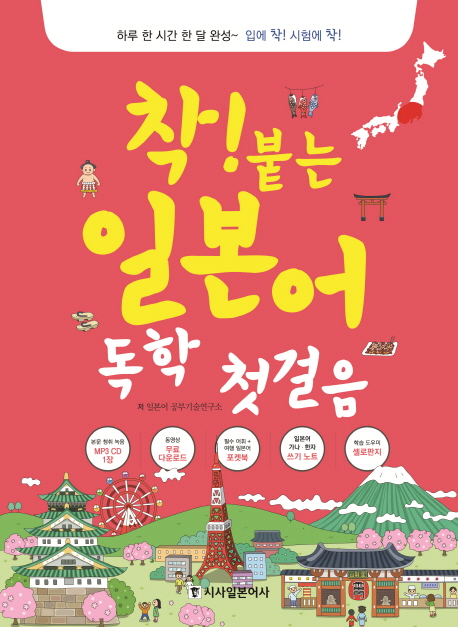 하루 한 시간 한 달 완성~ 입에 착! 시험에 착!
착! 붙는
일본어
독학 첫걸음
저 일본어 공부기술연구소
본문 청취 녹음
MP3 CD
1장
동영상
무료
다운로드
필수 어휘 +
여행 일본어
포켓북
일본어
가나·한자
쓰기 노트
학습 도우미
셀로판지
시사일본어사